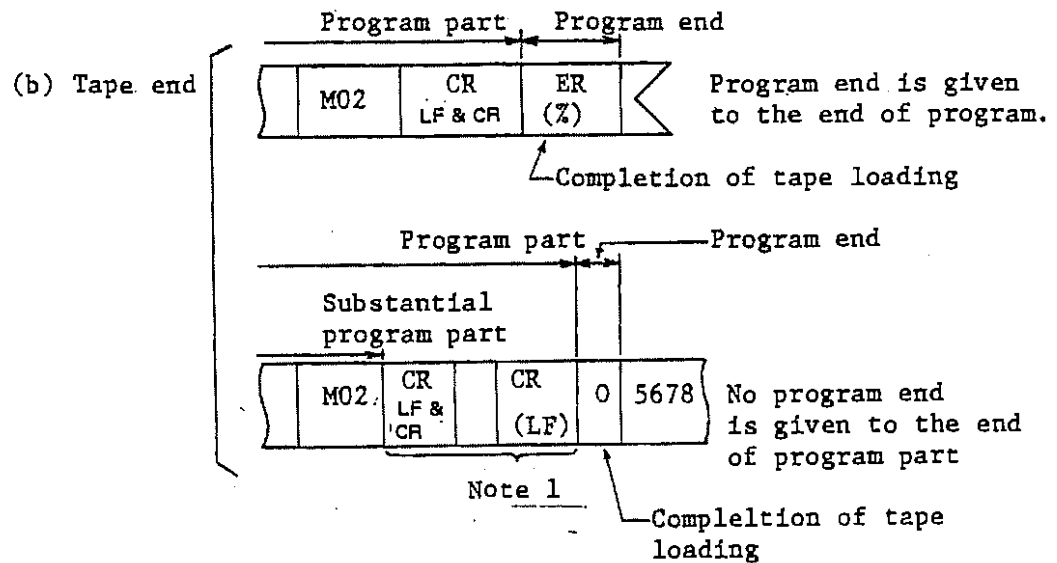 Program part Program end
(b) Tape end
M02 CR ER
LF & CR (%)
Program end is given
to the end of program.
Completion of tape loading
Program part Program end
Substantial
program part
M02. CR CR O 5678
LF &
CR (LF)
No program end
is given to the end
of program part
Note 1
Compleltion of tape
loading